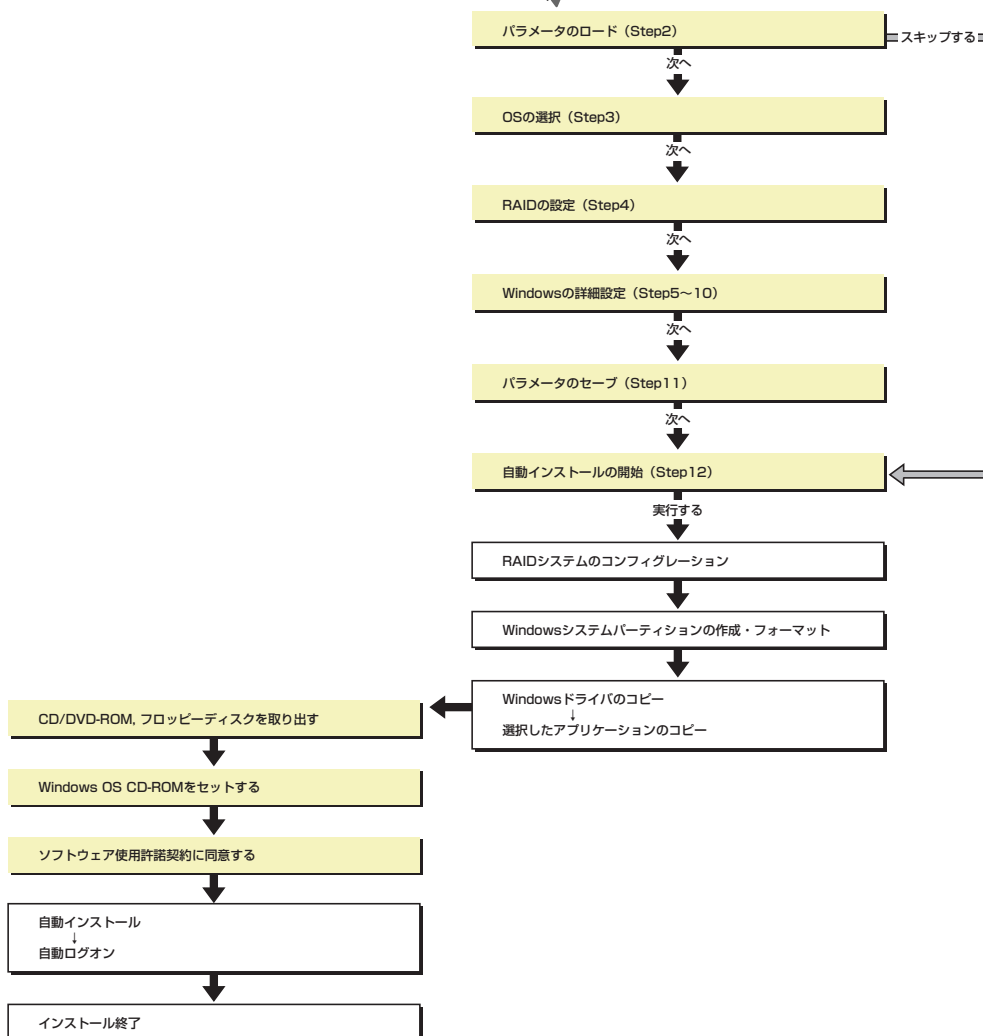 パラメータのロード（Step2）
スキップする
次へ
OSの選択（Step3）
次へ
RAIDの設定（Step4）
次へ
Windowsの詳細設定（Step5～10）
次へ
パラメータのセーブ（Step11）
次へ
自動インストールの開始（Step12）
実行する
RAIDシステムのコンフィグレーション
Windowsシステムパーティションの作成・フォーマット
Windowsドライバのコピー
↓
選択したアプリケーションのコピー
CD/DVD-ROM, フロッピーディスクを取り出す
Windows OS CD-ROMをセットする
ソフトウェア使用許諾契約に同意する
自動インストール
↓
自動ログオン
インストール終了